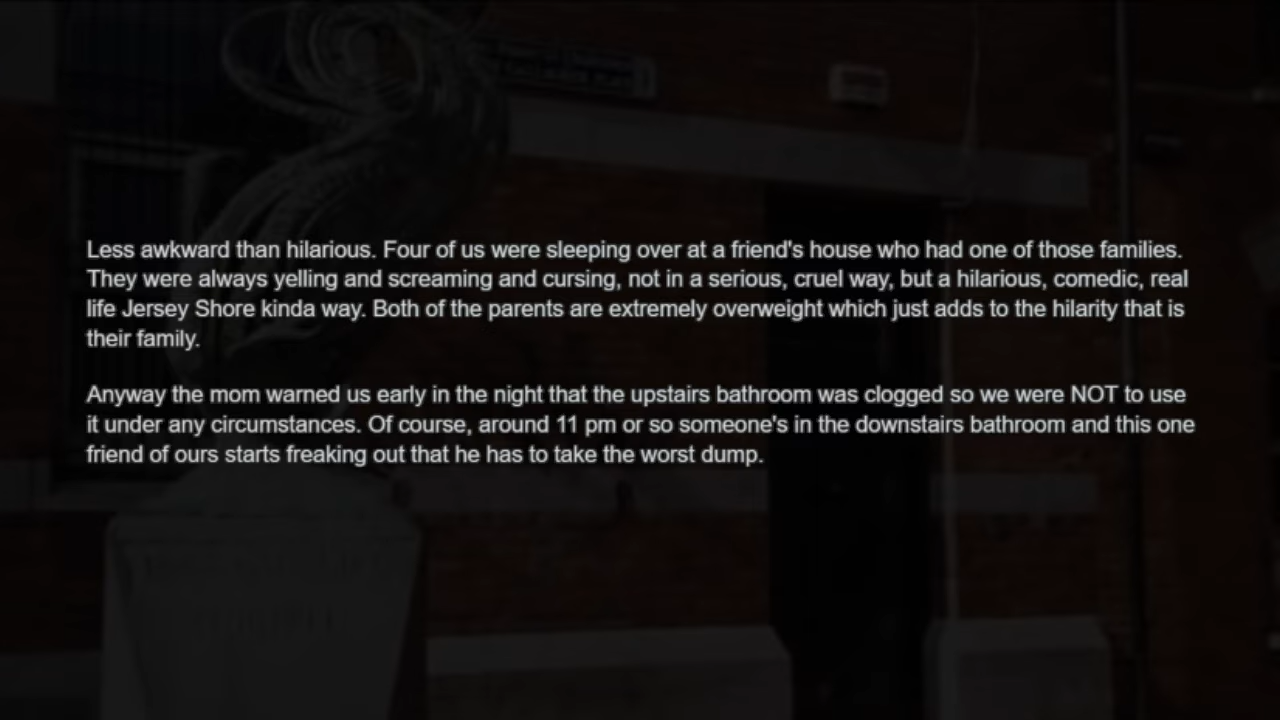 Less awkward than hilarious. Four of us were sleeping over at a friend's house who had one of those families.
They were always yelling and screaming and cursing, not in a serious, cruel way, but a hilarious, comedic, real
life Jersey Shore kinda way. Both of the parents are extremely overweight which just adds to the hilarity that is
their family.
Anyway the mom warned us early in the night that the upstairs bathroom was clogged so we were NOT to use
it under any circumstances. Of course, around 11 pm or so someone's in the downstairs bathroom and this one
friend of ours starts freaking out that he has to take the worst dump.